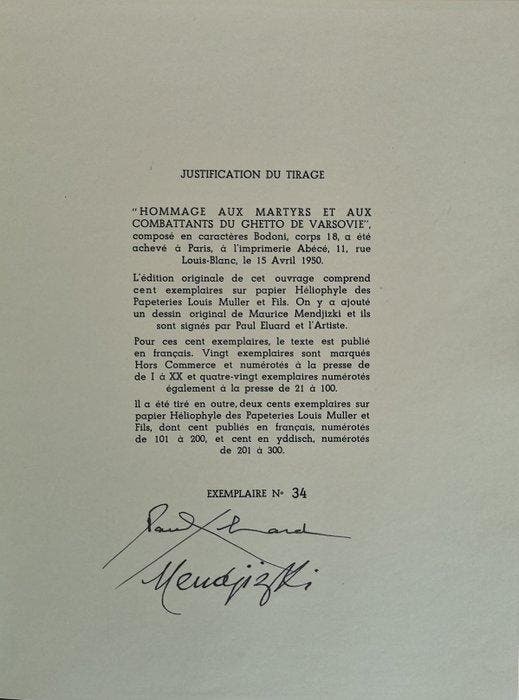 JUSTIFICATION DU TIRAGE
"HOMMAGE AUX MARTYRS ET AUX
COMBATTANTS DU GHETTO DE VARSOVIE",
composé en caractères Bodoni, corps 18, a été
achevé à Paris, à l'imprimerie Abécé, 11, rue
Louis-Blanc, le 15 Avril 1950.
L'édition originale de cet ouvrage comprend
cent exemplaires sur papier Héliophyle des
Papeteries Louis Muller et Fils. On y a ajouté
un dessin original de Maurice Mendjizki et ils
sont signés par Paul Eluard et l'Artiste.
Pour ces cent exemplaires, le texte est publié
en français. Vingt exemplaires sont marqués
Hors Commerce et numérotés à la presse de
de I à XX et quatre-vingt exemplaires numérotés
également à la presse de 21 à 100.
Il a été tiré en outre, deux cents exemplaires sur
papier Héliophyle des Papeteries Louis Muller et
Fils, dont cent publiés en français, numérotés
de 101 à 200, et cent en yddisch, numérotés
de 201 à 300.
EXEMPLAIRE N° 34
Paul Eluard
Mendjizki